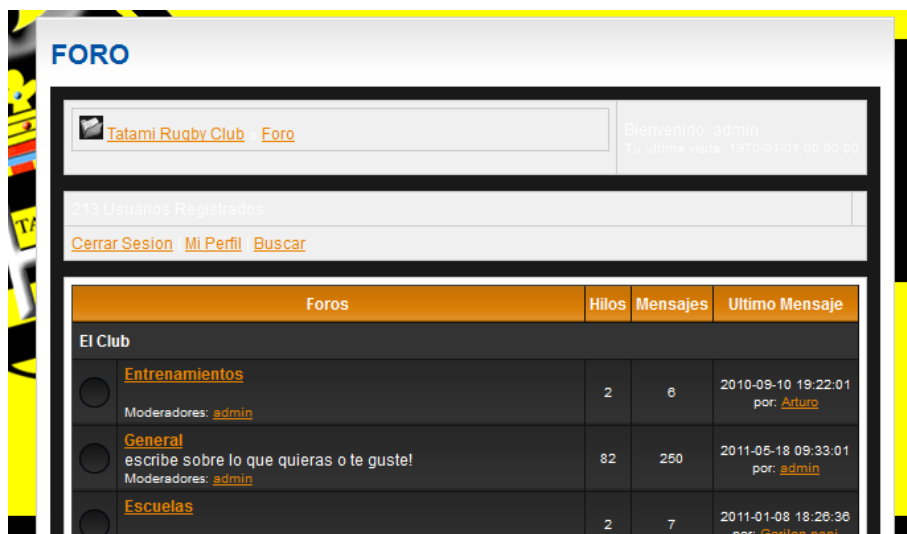 FORO
Tatami Rugby Club Foro
Bienvenido, admin.
Tu ultima visita: 1970-01-01 00:00:00
213 Usuarios Registrados
Cerrar Sesion | Mi Perfil | Buscar
Foros Hilos Mensajes Ultimo Mensaje
El Club
Entrenamientos
Moderadores: admin
2 6 2010-09-10 19:22:01
por: Arturo
General
escribe sobre lo que quieras o te guste!
Moderadores: admin
82 250 2011-05-18 09:33:01
por: admin
Escuelas
2 7 2011-01-08 18:26:36
por:
TA